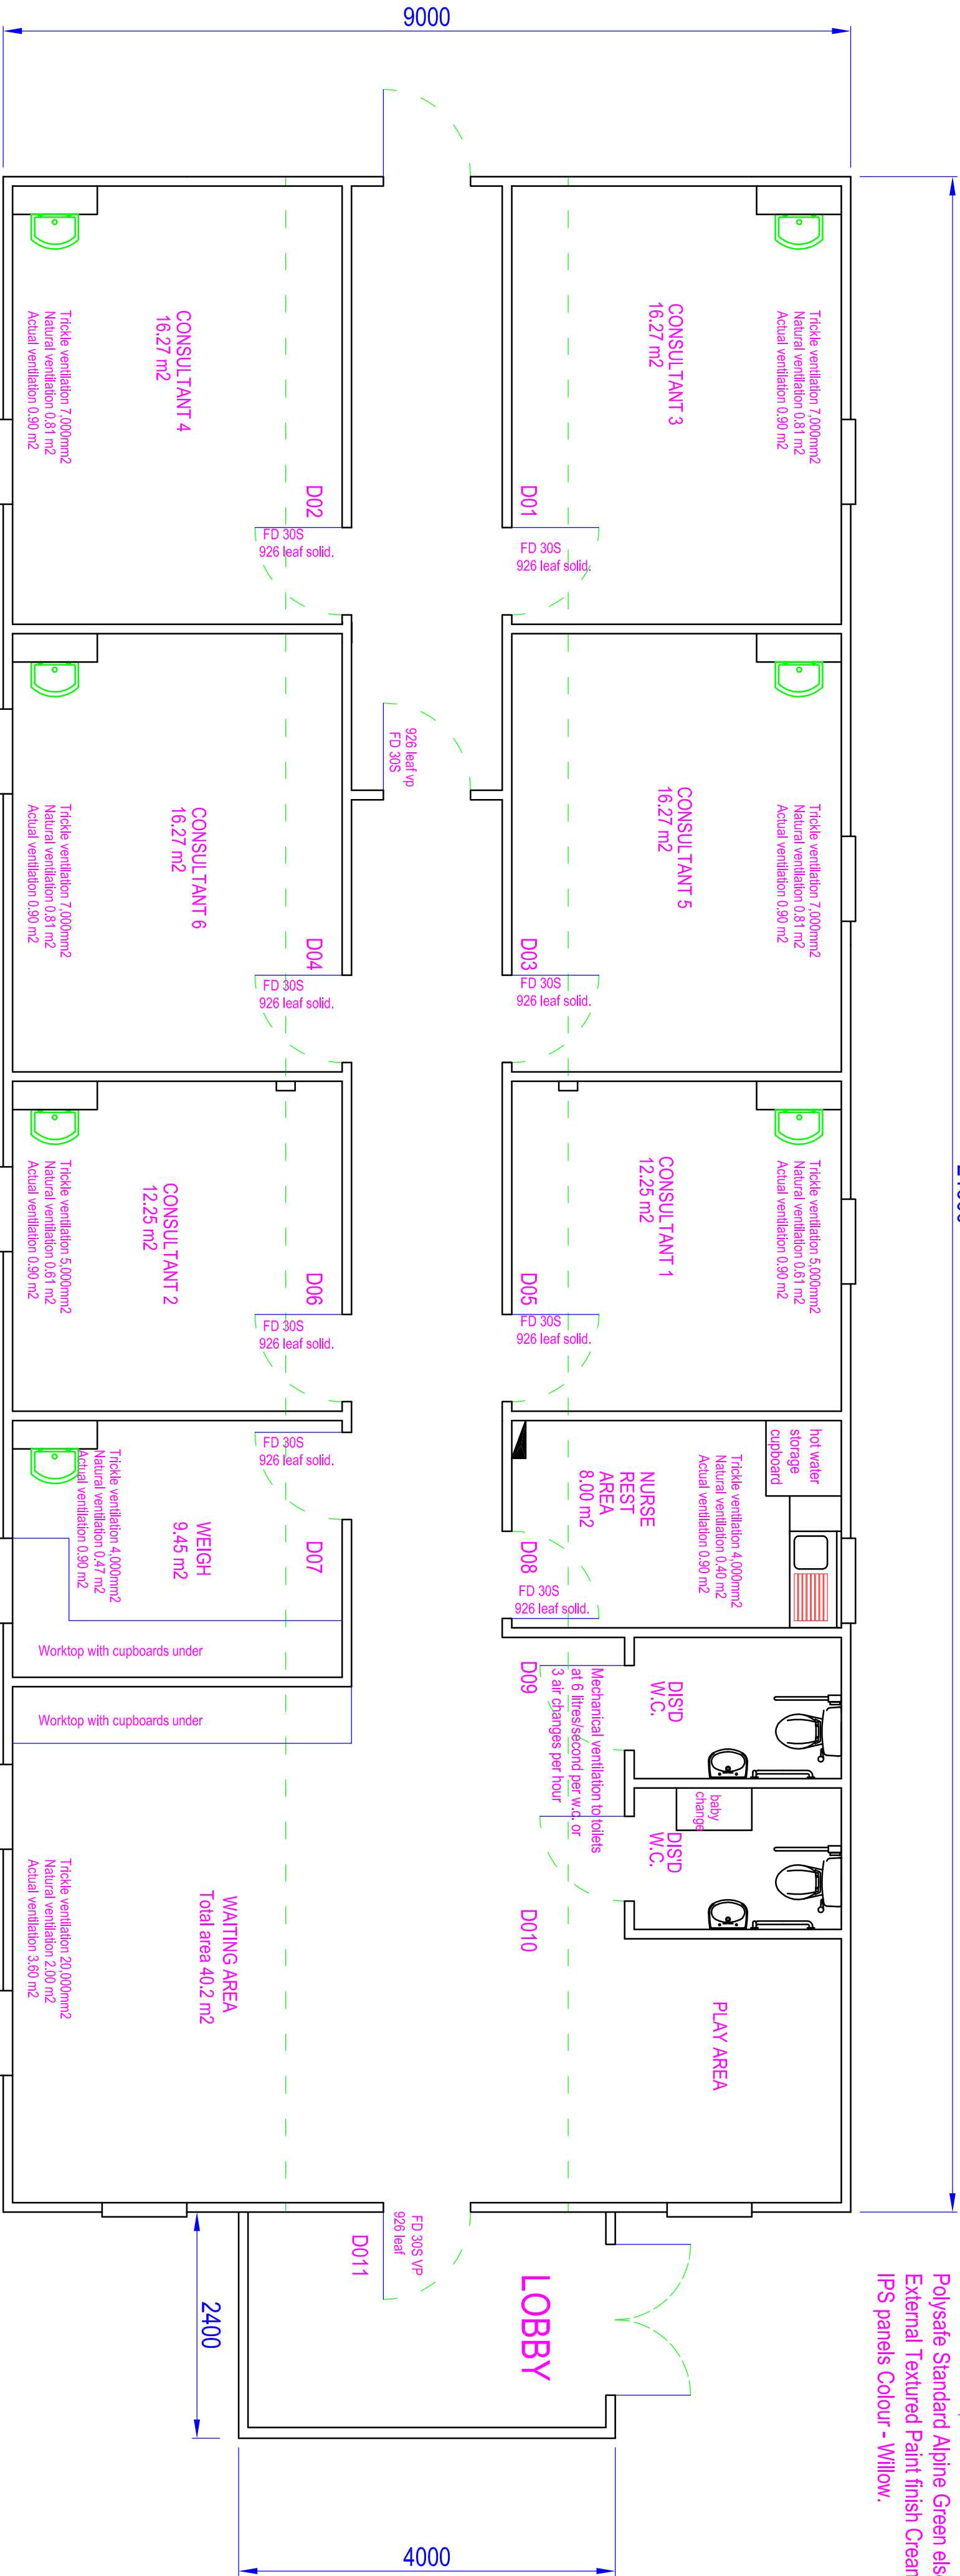 9000
CONSULTANT 3
16.27 m2
Trickle ventilation 7,000mm2
Natural ventilation 0.81 m2
Actual ventilation 0.90 m2
D01
FD 30S
926 leaf solid.
CONSULTANT 4
16.27 m2
Trickle ventilation 7,000mm2
Natural ventilation 0.81 m2
Actual ventilation 0.90 m2
D02
FD 30S
926 leaf solid.
926 leaf vp
FD 30S
CONSULTANT 5
16.27 m2
Trickle ventilation 7,000mm2
Natural ventilation 0.81 m2
Actual ventilation 0.90 m2
D03
FD 30S
926 leaf solid.
CONSULTANT 6
16.27 m2
Trickle ventilation 7,000mm2
Natural ventilation 0.81 m2
Actual ventilation 0.90 m2
D04
FD 30S
926 leaf solid.
CONSULTANT 1
12.25 m2
Trickle ventilation 5,000mm2
Natural ventilation 0.61 m2
Actual ventilation 0.90 m2
D05
FD 30S
926 leaf solid.
CONSULTANT 2
12.25 m2
Trickle ventilation 5,000mm2
Natural ventilation 0.61 m2
Actual ventilation 0.90 m2
D06
FD 30S
926 leaf solid.
hot water
storage
cupboard
Trickle ventilation 4,000mm2
Natural ventilation 0.40 m2
Actual ventilation 0.90 m2
NURSE
REST
AREA
8.00 m2
D08
FD 30S
926 leaf solid.
FD 30S
926 leaf solid.
D07
WEIGH
9.45 m2
Trickle ventilation 4,000mm2
Natural ventilation 0.47 m2
Actual ventilation 0.90 m2
Worktop with cupboards under
Worktop with cupboards under
DIS'D
W.C.
D09
Mechanical ventilation to toilets
at 6 litres/second per w.c. or
3 air changes per hour
baby
change
DIS'D
W.C.
D010
WAITING AREA
Total area 40.2 m2
Trickle ventilation 20,000mm2
Natural ventilation 2.00 m2
Actual ventilation 3.60 m2
PLAY AREA
FD 30S VP
926 leaf
D011
LOBBY
2400
4000
Polysafe Standard Alpine Green els
External Textured Paint finish Crear
IPS panels Colour - Willow.